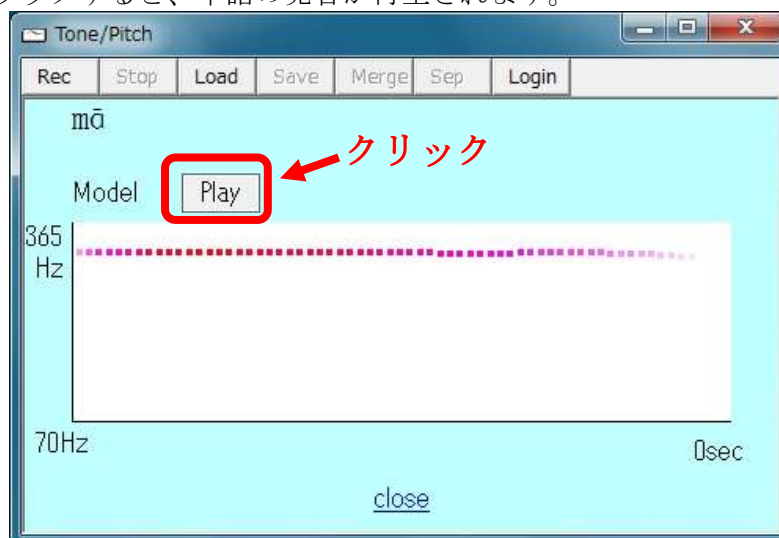 Tone/Pitch
Rec Stop Load Save Merge Sep Login
mā
クリック
Model Play
365
Hz
70Hz 0sec
close